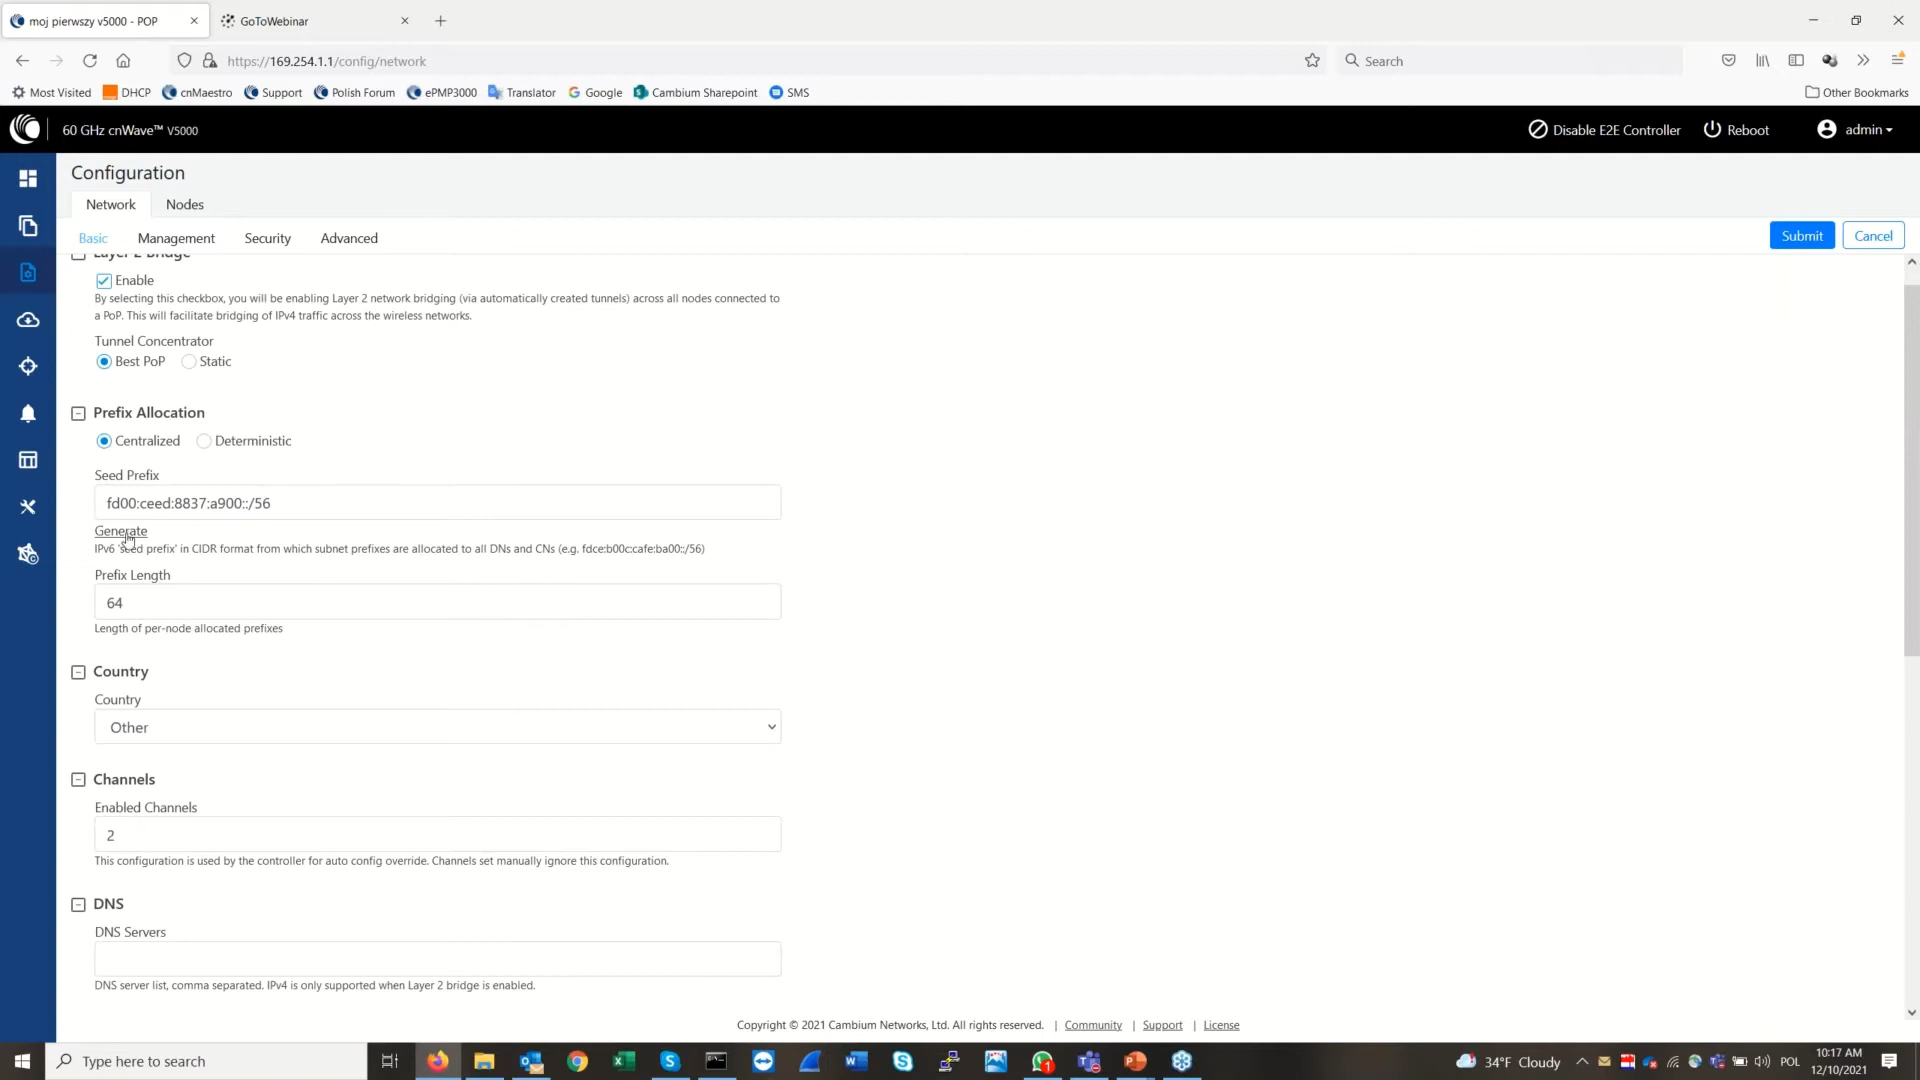 moj pierwszy v5000 - POP
GoToWebinar
https://169.254.1.1/config/network
Search
Most Visited
DHCP
cnMaestro
Support
Polish Forum
ePMP3000
Translator
Google
Cambium Sharepoint
SMS
Other Bookmarks
60 GHz cnWave™ V5000
Disable E2E Controller
Reboot
admin
Configuration
Network
Nodes
Basic
Management
Security
Advanced
Submit
Cancel
Layer 2 Bridge
Enable
By selecting this checkbox, you will be enabling Layer 2 network bridging (via automatically created tunnels) across all nodes connected to
a PoP. This will facilitate bridging of IPv4 traffic across the wireless networks.
Tunnel Concentrator
Best PoP
Static
Prefix Allocation
Centralized
Deterministic
Seed Prefix
fd00:ceed:8837:a900::/56
Generate
IPv6 'seed prefix' in CIDR format from which subnet prefixes are allocated to all DNs and CNs (e.g. fdce:b00c:cafe:ba00::/56)
Prefix Length
64
Length of per-node allocated prefixes
Country
Country
Other
Channels
Enabled Channels
2
This configuration is used by the controller for auto config override. Channels set manually ignore this configuration.
DNS
DNS Servers
DNS server list, comma separated. IPv4 is only supported when Layer 2 bridge is enabled.
Copyright © 2021 Cambium Networks, Ltd. All rights reserved. | Community | Support | License
Type here to search
34°F Cloudy
POL
10:17 AM
12/10/2021